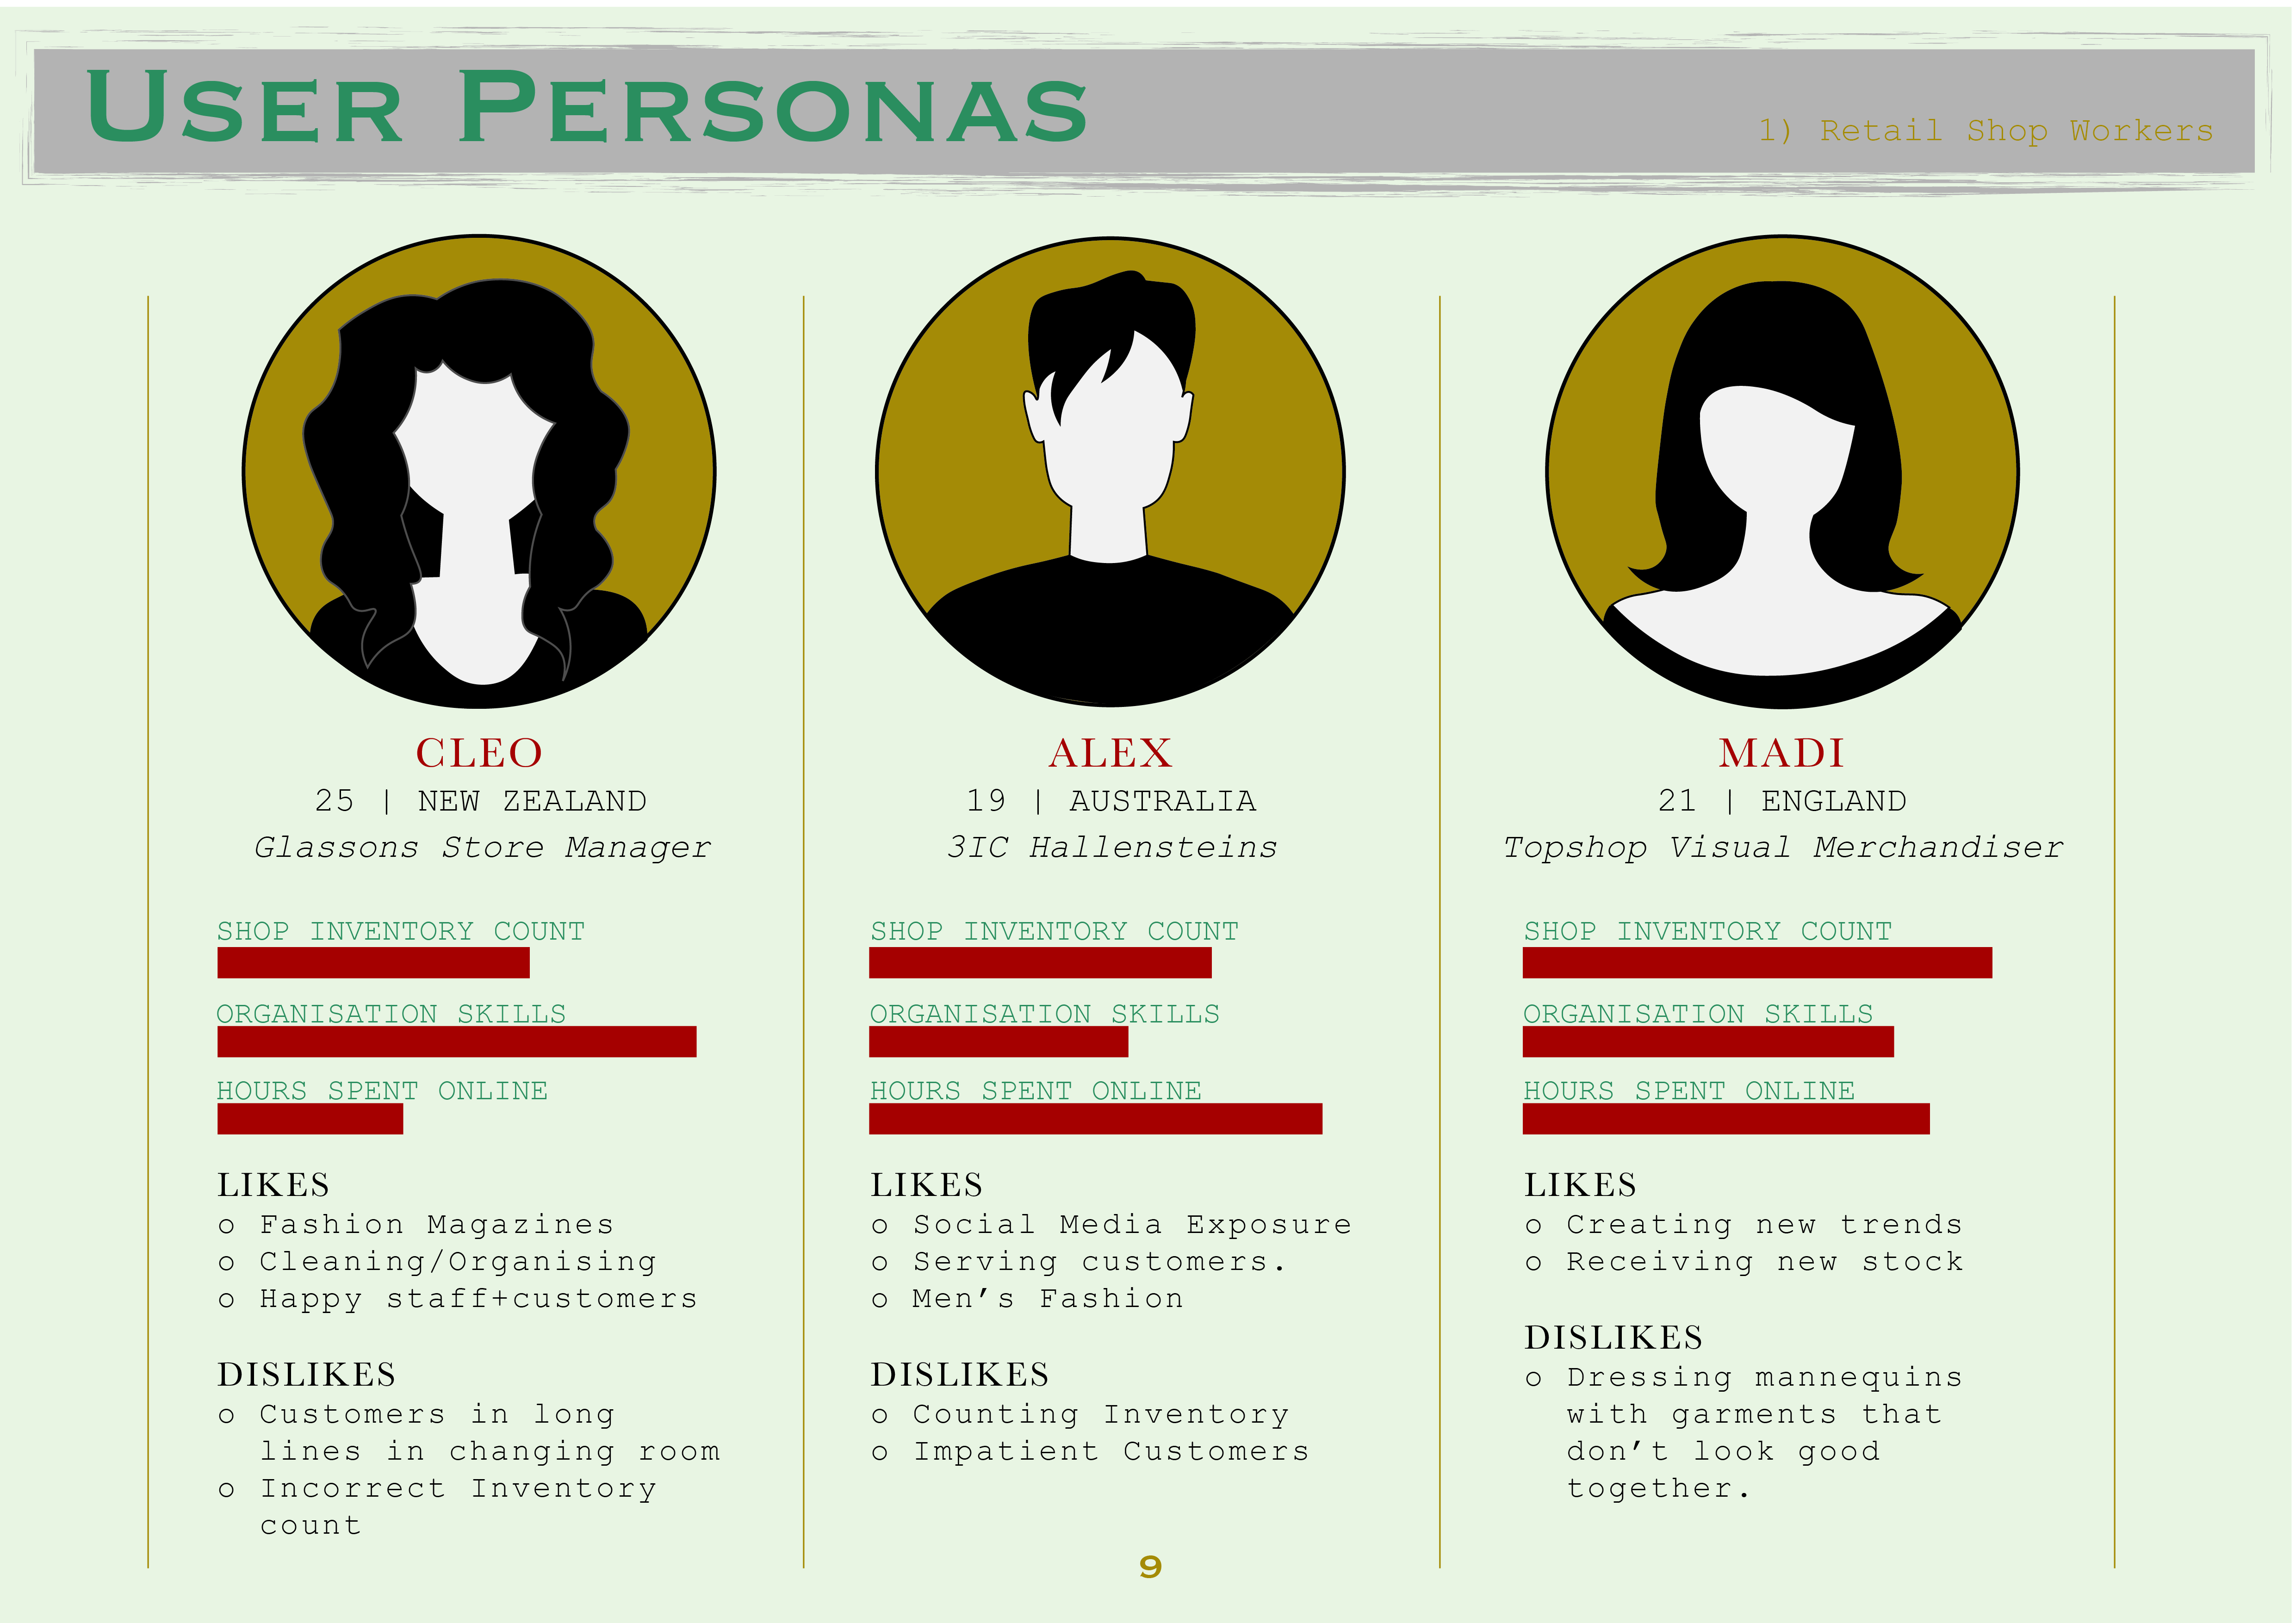 User Personas
1) Retail Shop Workers
CLEO
25 | NEW ZEALAND
Glassons Store Manager
SHOP INVENTORY COUNT
ORGANISATION SKILLS
HOURS SPENT ONLINE
LIKES
o Fashion Magazines
o Cleaning/Organising
o Happy staff+customers
DISLIKES
o Customers in long
lines in changing room
o Incorrect Inventory
count
ALEX
19 | AUSTRALIA
3IC Hallensteins
SHOP INVENTORY COUNT
ORGANISATION SKILLS
HOURS SPENT ONLINE
LIKES
o Social Media Exposure
o Serving customers.
o Men’s Fashion
DISLIKES
o Counting Inventory
o Impatient Customers
MADI
21 | ENGLAND
Topshop Visual Merchandiser
SHOP INVENTORY COUNT
ORGANISATION SKILLS
HOURS SPENT ONLINE
LIKES
o Creating new trends
o Receiving new stock
DISLIKES
o Dressing mannequins
with garments that
don’t look good
together.
9